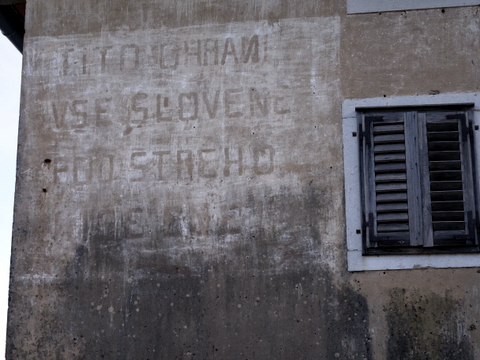 TITO OHRANI
VSE SLOVENCE
POD STREHO